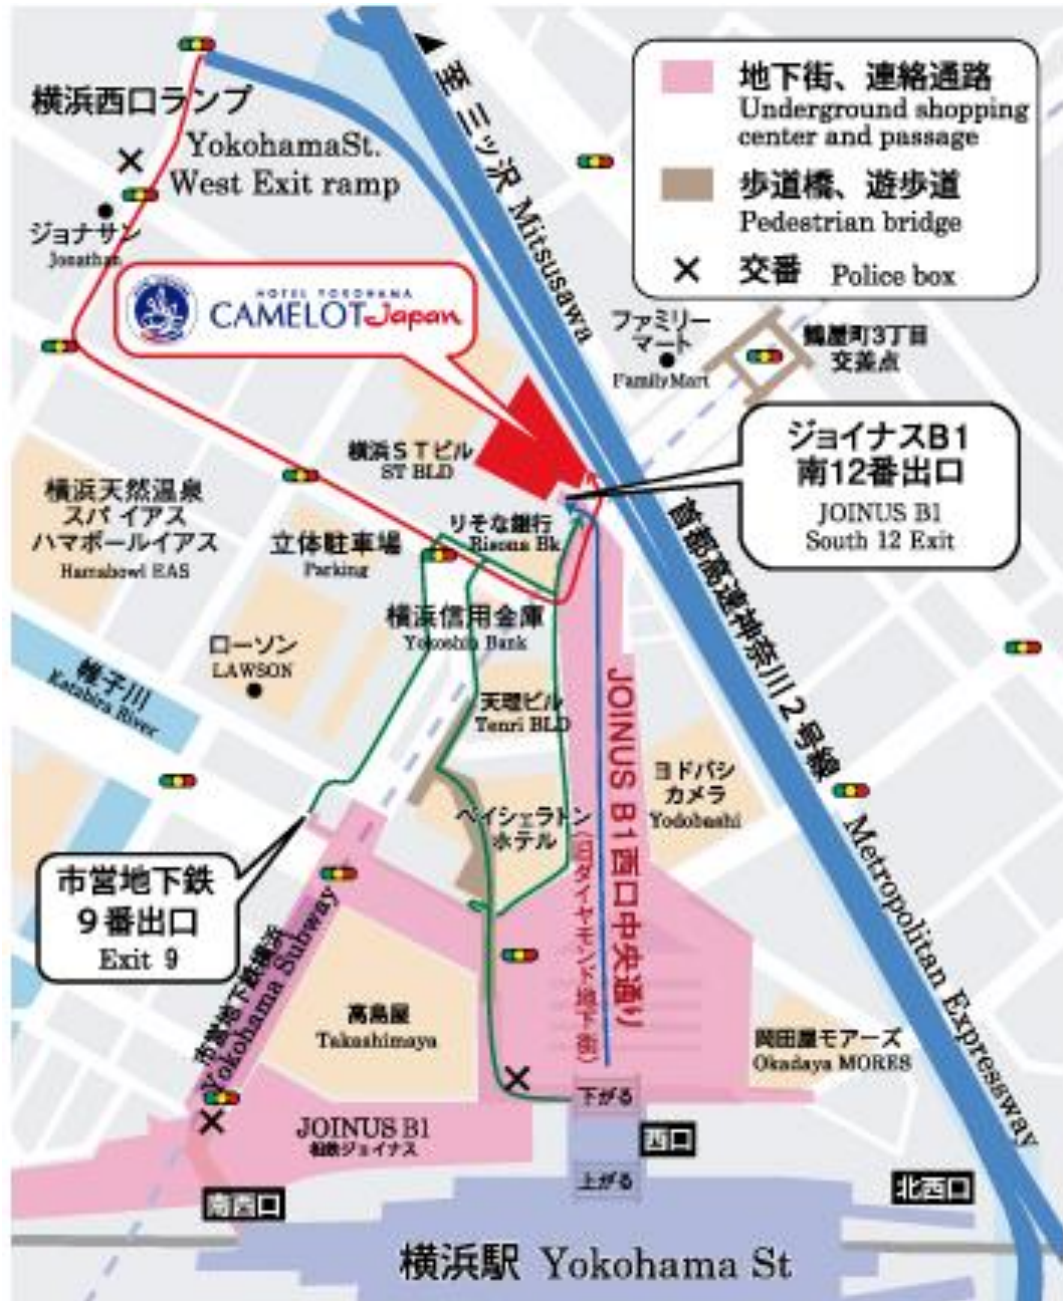 地下街、連絡通路
Underground shopping
center and passage
歩道橋、遊歩道
Pedestrian bridge
交番 Police box
横浜西口ランプ
YokohamaSt.
West Exit ramp
至 三ッ沢 Mitsusawa
ジョナサン
Jonathan
HOTEL YOKOHAMA
CAMELOT Japan
ファミリー
マート
FamilyMart
鶴屋町3丁目
交差点
ジョイナスB1
南12番出口
JOINUS B1
South 12 Exit
横浜STビル
ST BLD
横浜天然温泉
スパ イアス
ハマボールイアス
Hamabowl EAS
立体駐車場
Parking
りそな銀行
Risona Bk
横浜信用金庫
Yokoshin Bank
ローソン
LAWSON
帷子川
Katabira River
天理ビル
Tenri BLD
首都高速神奈川2号線 Metropolitan Expressway
JOINUS B1西口中央通り
(旧ダイヤモンド地下街)
ヨドバシ
カメラ
Yodobashi
ベイシェラトン
ホテル
市営地下鉄
9番出口
Exit 9
市営地下鉄横浜
Yokohama Subway
高島屋
Takashimaya
岡田屋モアーズ
Okadaya MORES
下がる
JOINUS B1
相鉄ジョイナス
西口
上がる
南西口
北西口
横浜駅 Yokohama St